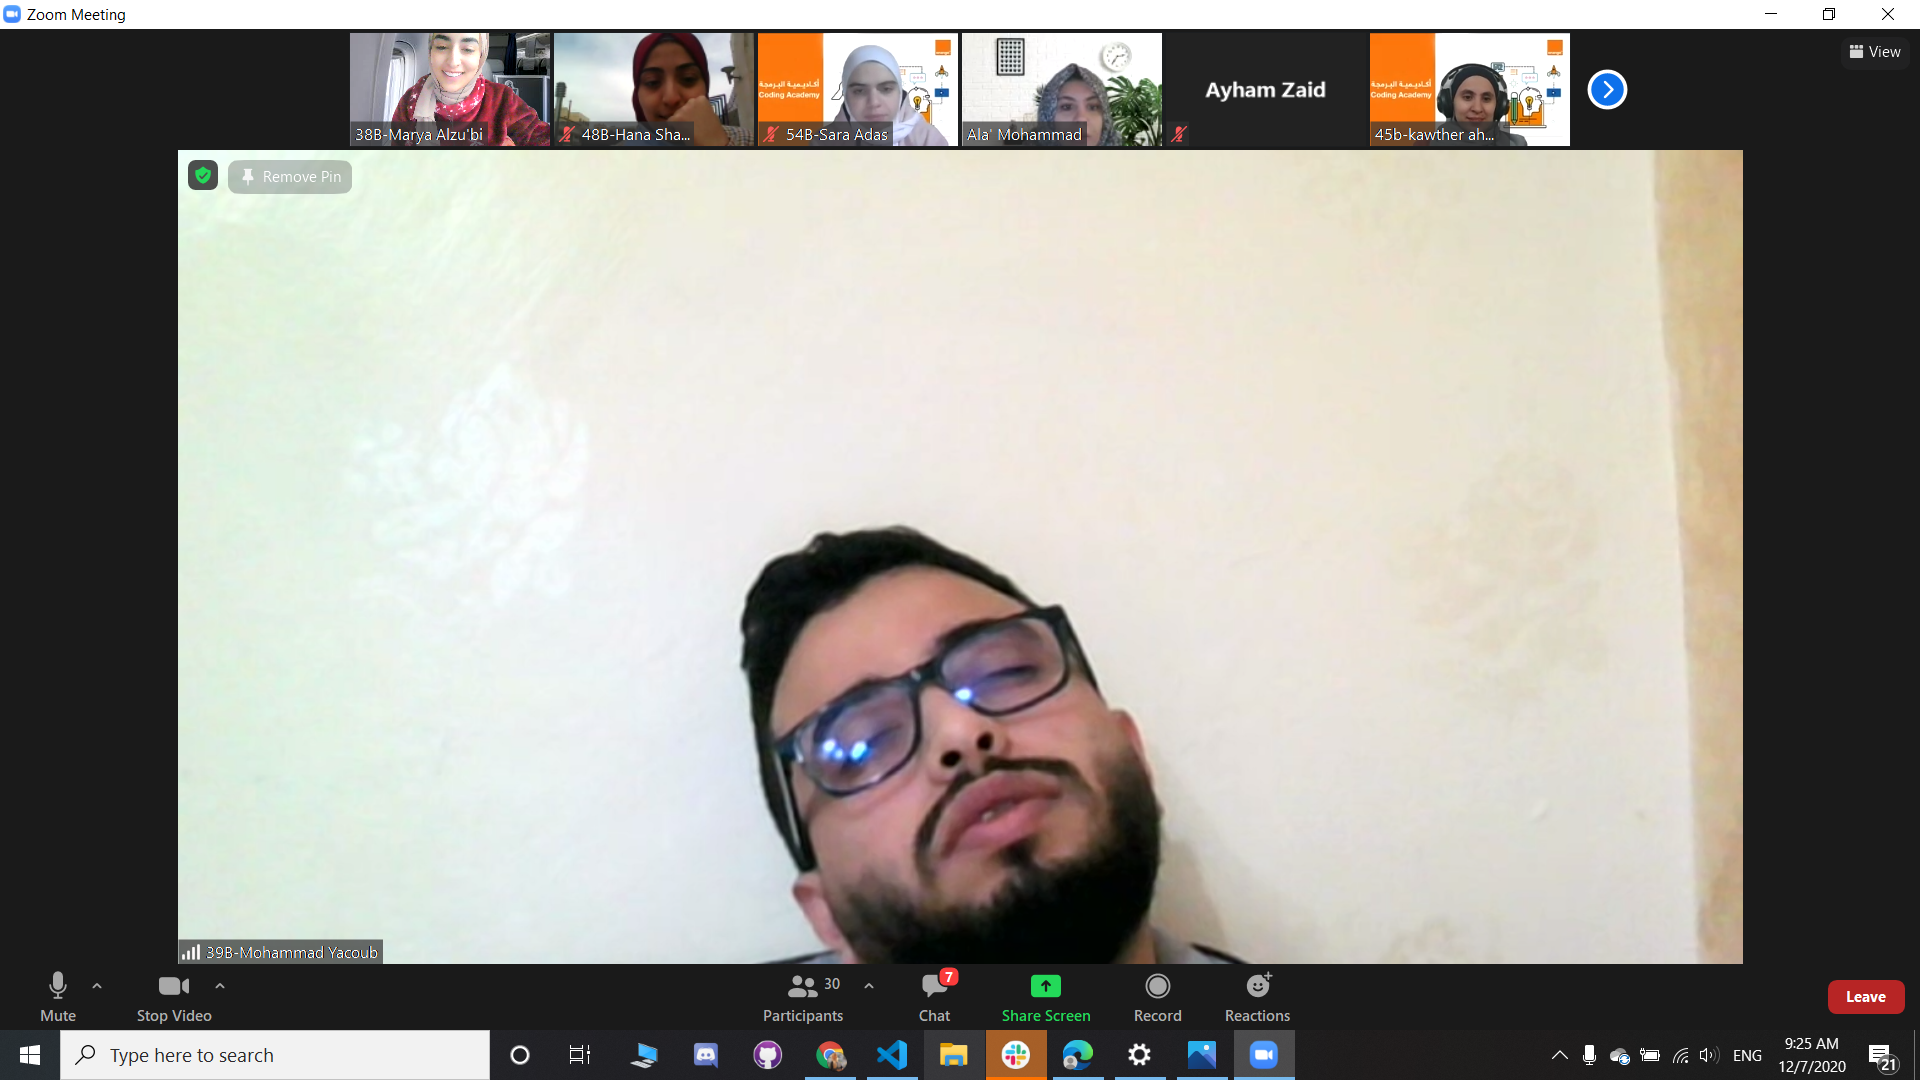 Zoom Meeting
38B-Marya Alzu'bi
48B-Hana Sha...
أكاديمية البرمجة
Coding Academy
54B-Sara Adas
Ala' Mohammad
Ayham Zaid
أكاديمية البرمجة
Coding Academy
45b-kawther ah...
View
Remove Pin
39B-Mohammad Yacoub
Mute
Stop Video
30
Participants
7
Chat
Share Screen
Record
Reactions
Leave
Type here to search
ENG
9:25 AM
12/7/2020
21